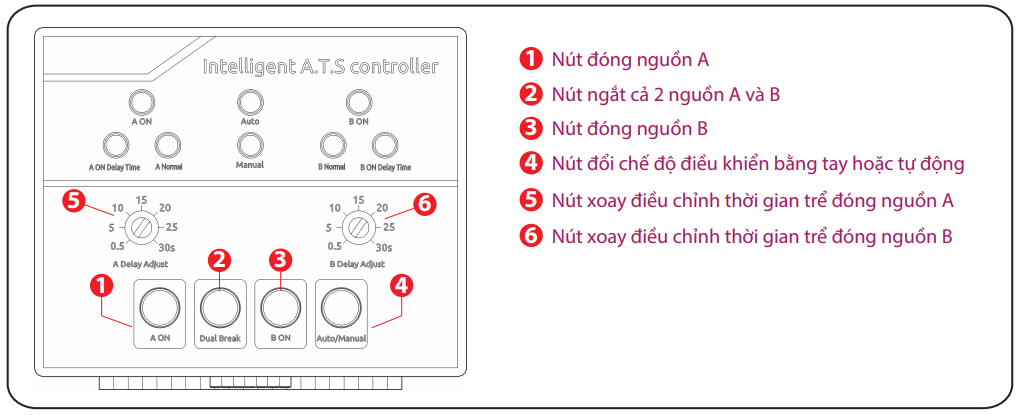 Intelligent A.T.S controller
A ON
Auto
B ON
A ON Delay Time
A Normal
Manual
B Normal
B ON Delay Time
5
0.5
5
10
15
20
25
30s
A Delay Adjust
0.5
5
10
15
20
25
30s
B Delay Adjust
6
1
2
3
4
A ON
Dual Break
B ON
Auto/Manual
1 Nút đóng nguồn A
2 Nút ngắt cả 2 nguồn A và B
3 Nút đóng nguồn B
4 Nút đổi chế độ điều khiển bằng tay hoặc tự động
5 Nút xoay điều chỉnh thời gian trể đóng nguồn A
6 Nút xoay điều chỉnh thời gian trể đóng nguồn B